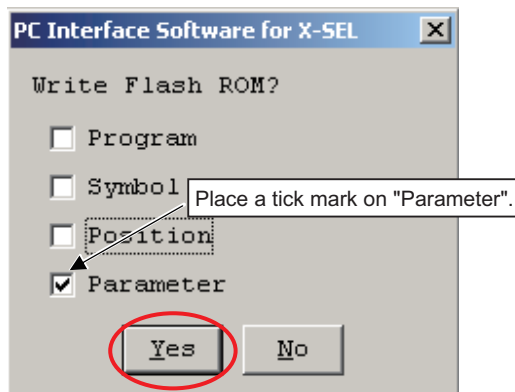 PC Interface Software for X-SEL
Write Flash ROM?
Program
Symbol
Place a tick mark on "Parameter".
Position
Parameter
Yes
No